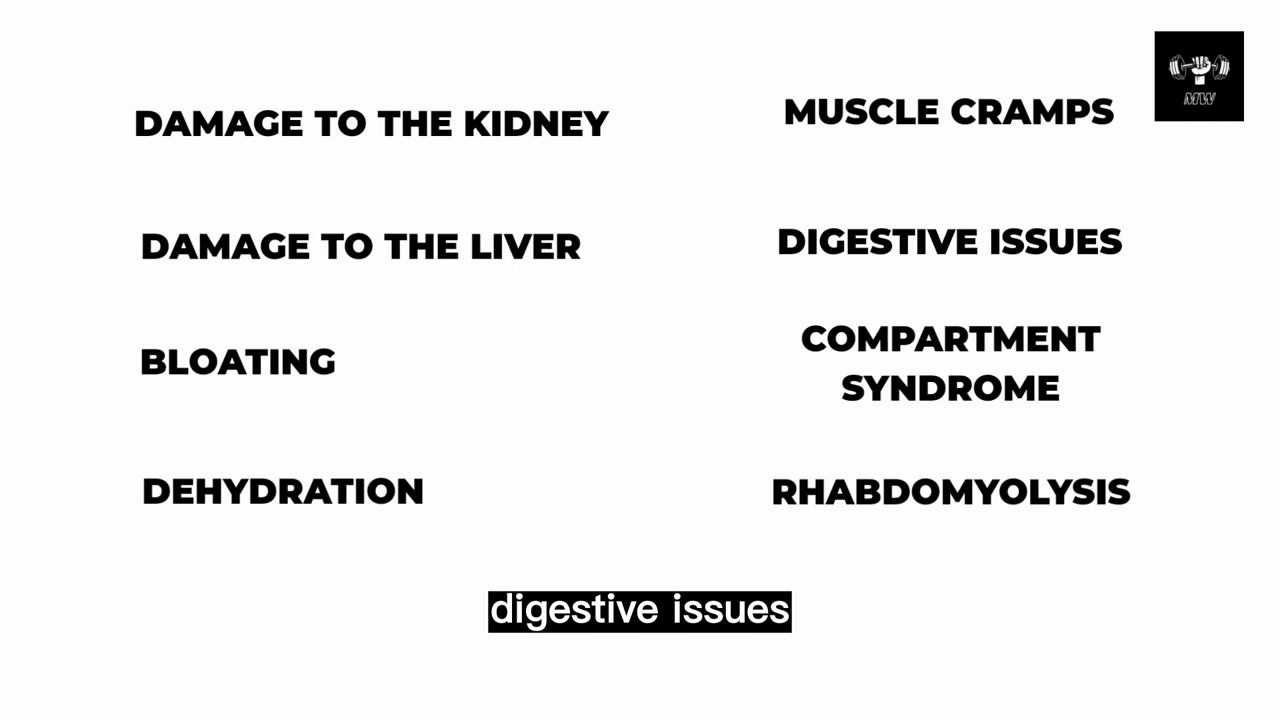 DAMAGE TO THE KIDNEY
DAMAGE TO THE LIVER
BLOATING
DEHYDRATION
MUSCLE CRAMPS
DIGESTIVE ISSUES
COMPARTMENT
SYNDROME
RHABDOMYOLYSIS
MW
digestive issues